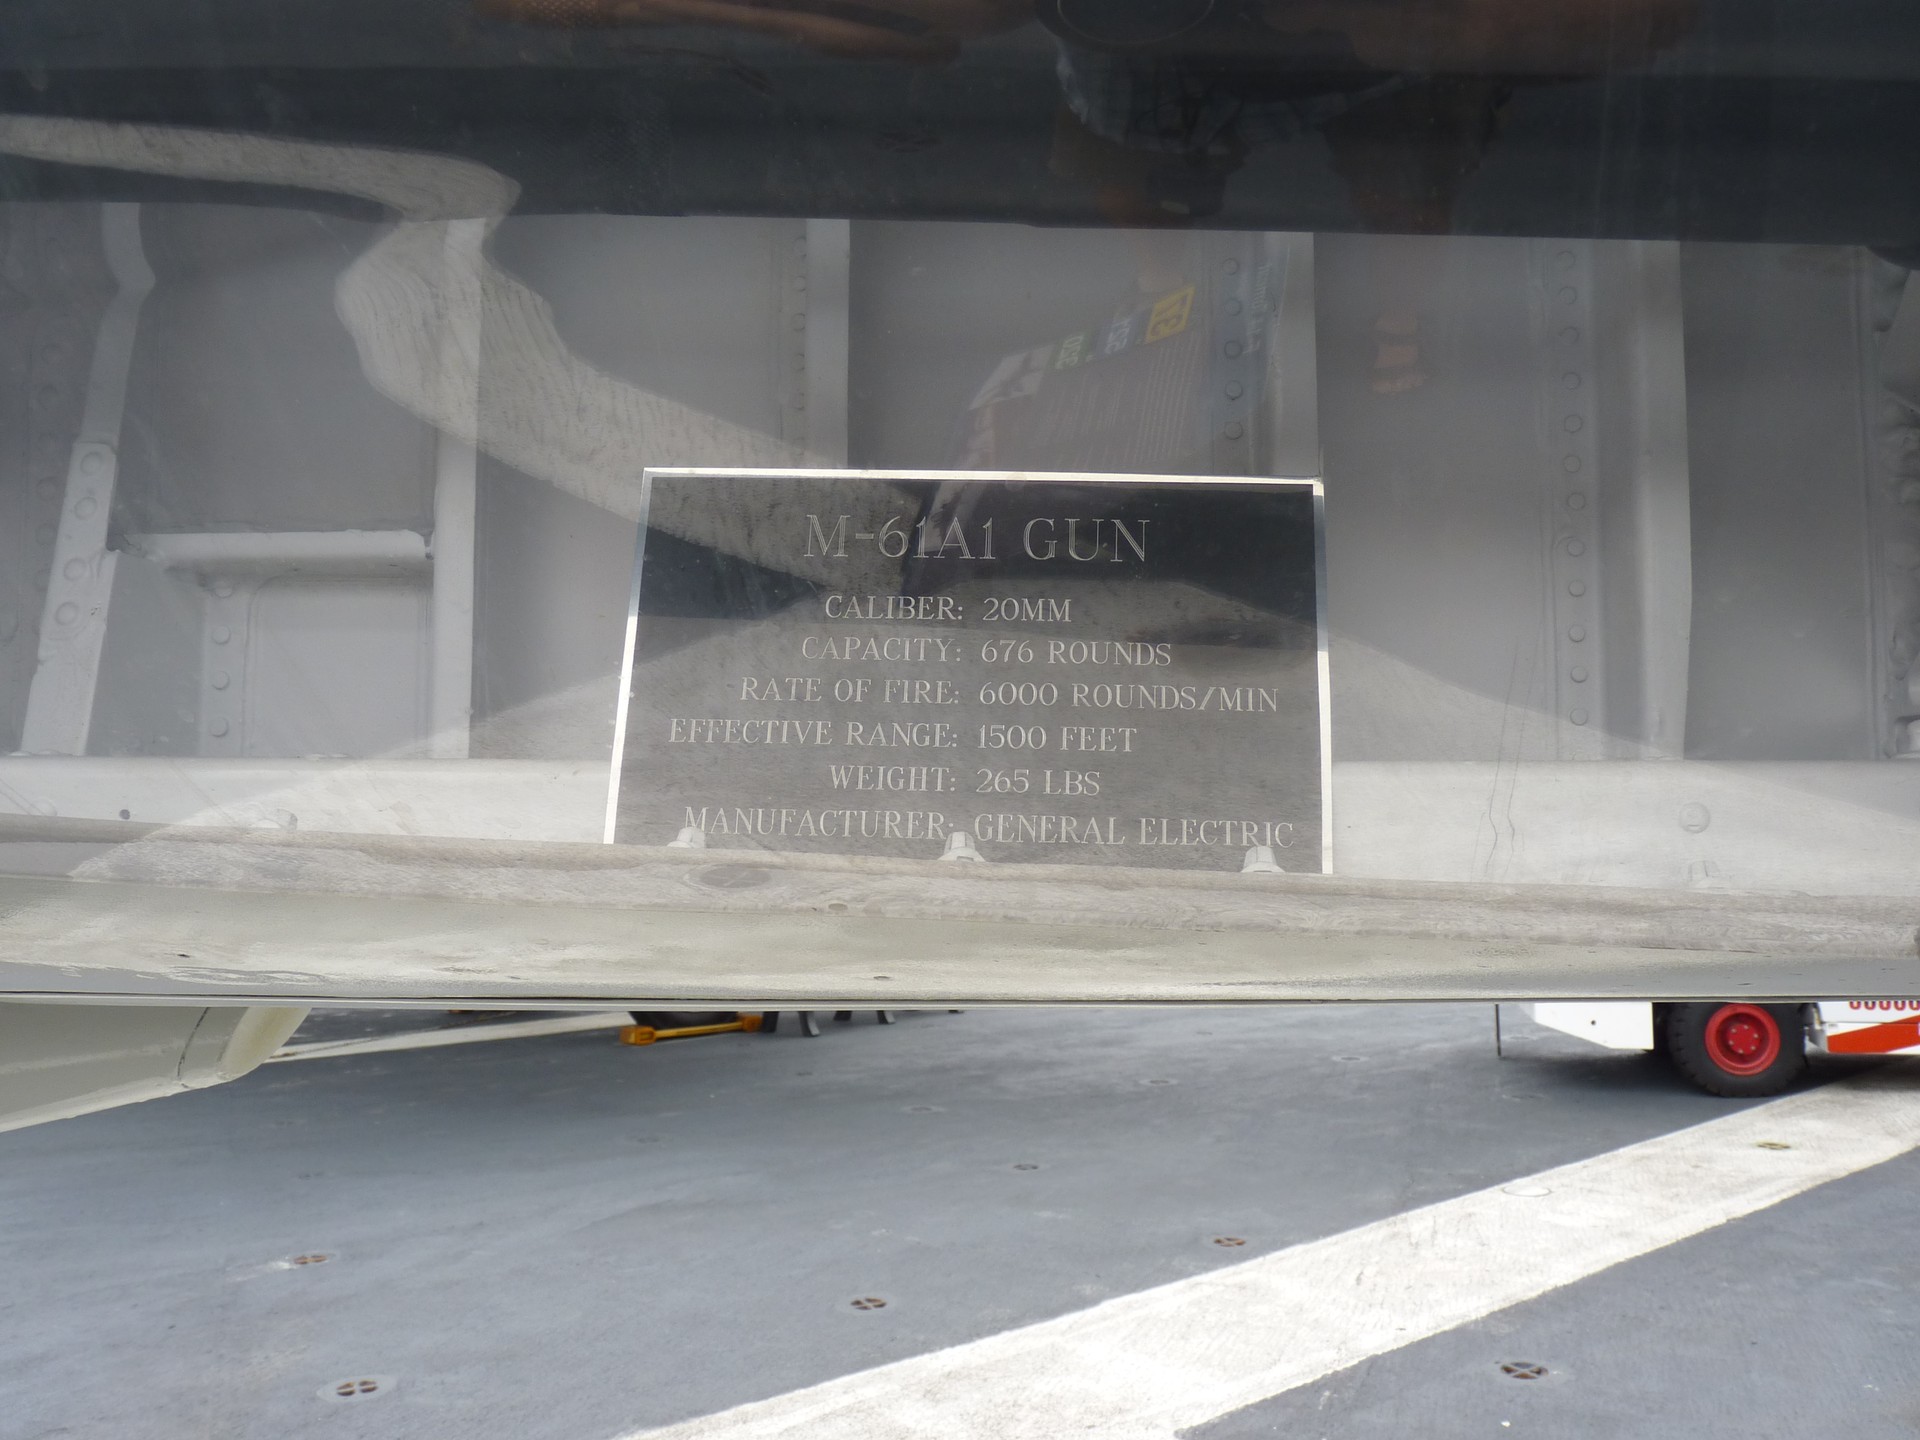 M-61A1 GUN
CALIBER: 20MM
CAPACITY: 676 ROUNDS
RATE OF FIRE: 6000 ROUNDS/MIN
EFFECTIVE RANGE: 1500 FEET
WEIGHT: 265 LBS
MANUFACTURER: GENERAL ELECTRIC